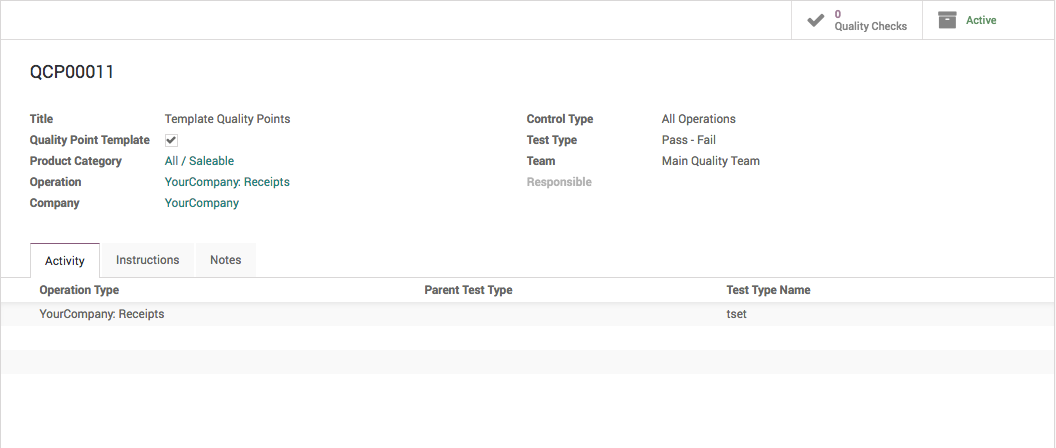 0
Quality Checks
Active
QCP00011
Title Template Quality Points Control Type All Operations
Quality Point Template Test Type Pass - Fail
Product Category All / Saleable Team Main Quality Team
Operation YourCompany: Receipts Responsible
Company YourCompany
Activity Instructions Notes
Operation Type Parent Test Type Test Type Name
YourCompany: Receipts tset